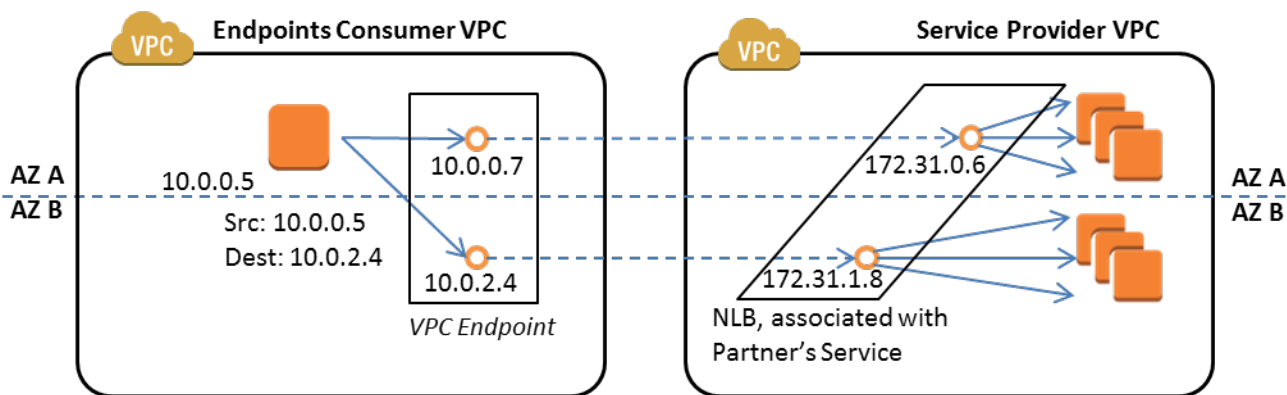 Endpoints Consumer VPC
Service Provider VPC
VPC
VPC
10.0.0.7
172.31.0.6
AZ A
10.0.0.5
AZ A
AZ B
AZ B
Src: 10.0.0.5
Dest: 10.0.2.4
10.0.2.4
172.31.1.8
VPC Endpoint
NLB, associated with
Partner's Service